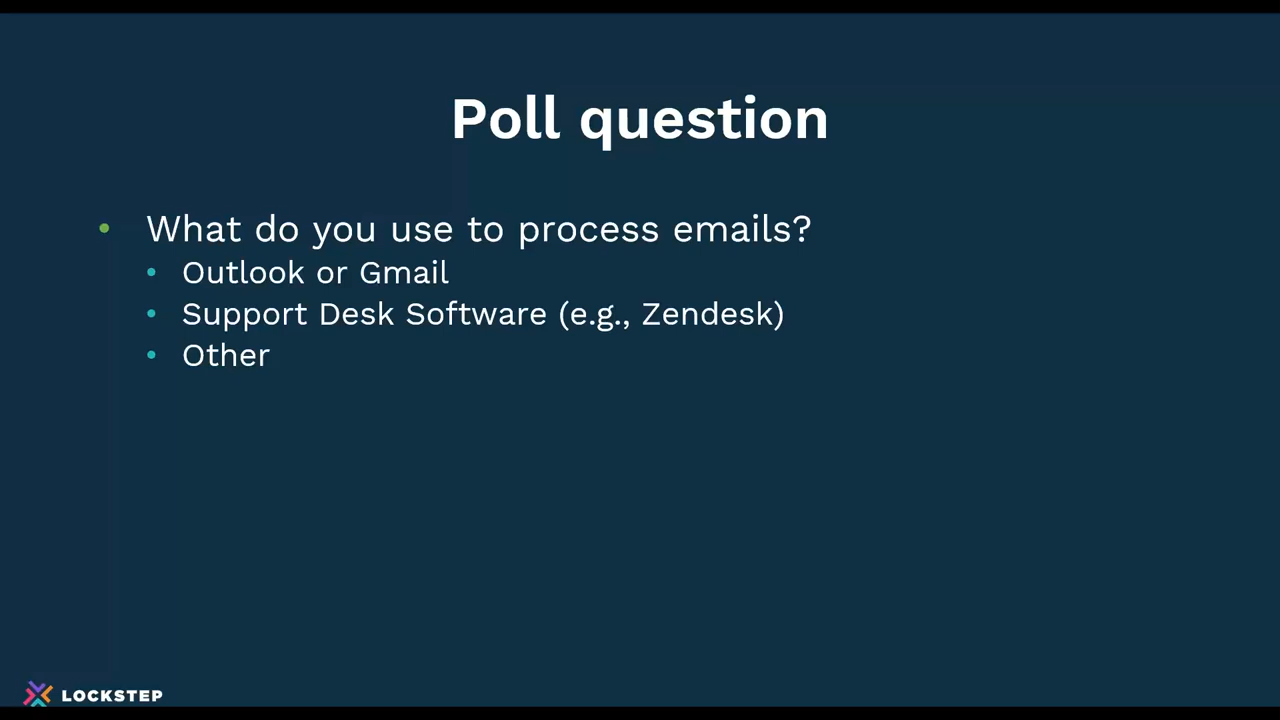 Poll question
What do you use to process emails?
Outlook or Gmail
Support Desk Software (e.g., Zendesk)
Other
LOCKSTEP